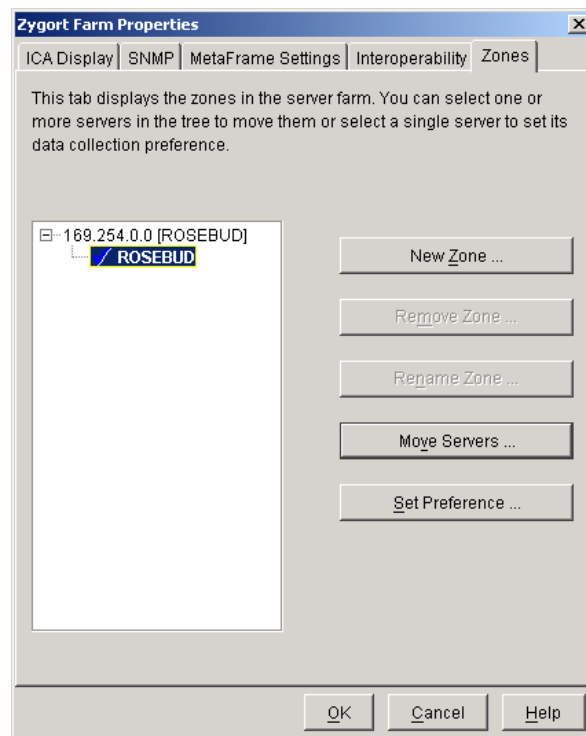 Zygort Farm Properties
ICA Display SNMP MetaFrame Settings Interoperability Zones
This tab displays the zones in the server farm. You can select one or
more servers in the tree to move them or select a single server to set its
data collection preference.
169.254.0.0 [ROSEBUD]
ROSEBUD
New Zone ...
Remove Zone ...
Rename Zone ...
Move Servers ...
Set Preference ...
OK Cancel Help